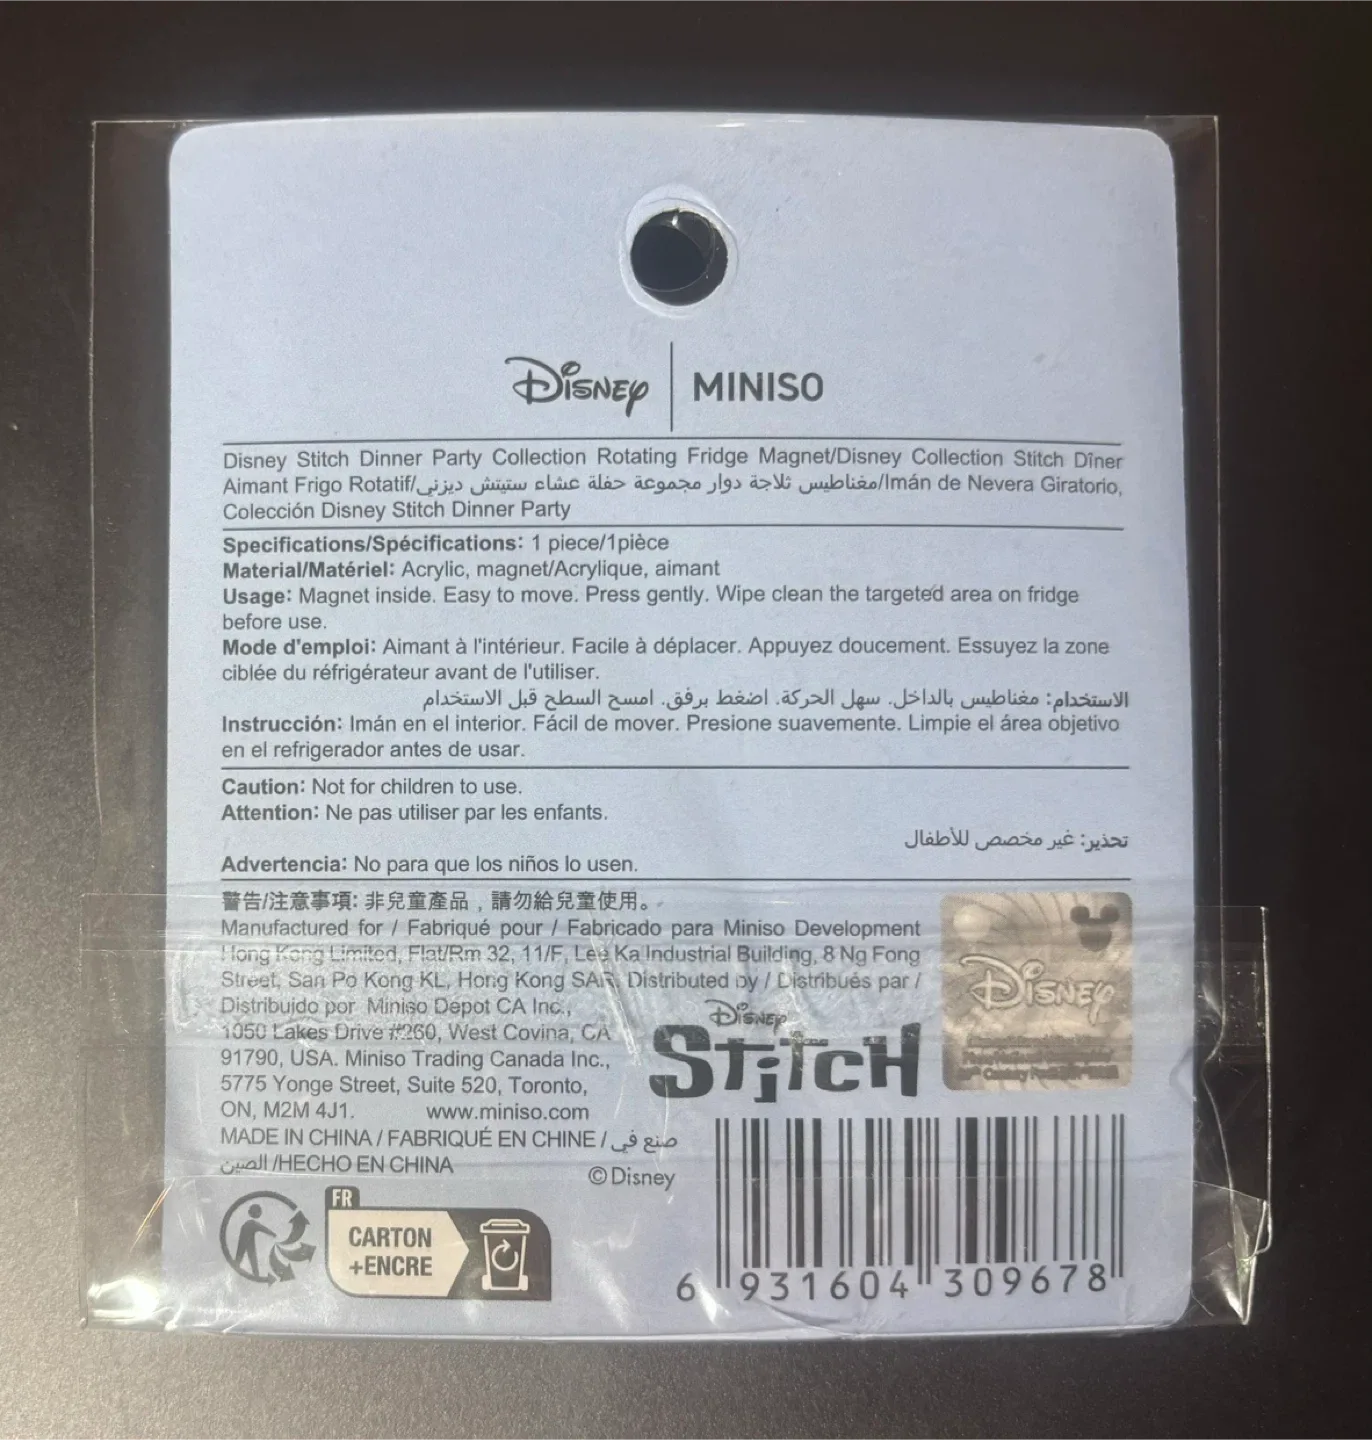 Disney | MINISO
Disney Stitch Dinner Party Collection Rotating Fridge Magnet/Disney Collection Stitch Dîner
Aimant Frigo Rotatif/مغناطيس ثلاجة دوار مجموعة حفلة عشاء ستيتش ديزني/Imán de Nevera Giratorio,
Colección Disney Stitch Dinner Party
Specifications/Spécifications: 1 piece/1pièce
Material/Matériel: Acrylic, magnet/Acrylique, aimant
Usage: Magnet inside. Easy to move. Press gently. Wipe clean the targeted area on fridge
before use.
Mode d'emploi: Aimant à l'intérieur. Facile à déplacer. Appuyez doucement. Essuyez la zone
ciblée du réfrigérateur avant de l'utiliser.
الاستخدام: مغناطيس بالداخل. سهل الحركة. اضغط برفق. امسح السطح قبل الاستخدام
Instrucción: Imán en el interior. Fácil de mover. Presione suavemente. Limpie el área objetivo
en el refrigerador antes de usar.
Caution: Not for children to use.
Attention: Ne pas utiliser par les enfants.
تحذير: غير مخصص للأطفال
Advertencia: No para que los niños lo usen.
警告/注意事項: 非兒童產品，請勿給兒童使用。
Manufactured for / Fabriqué pour / Fabricado para Miniso Development
Hong Kong Limited, Flat/Rm 32, 11/F, Lee Ka Industrial Building, 8 Ng Fong
Street, San Po Kong KL, Hong Kong SAR. Distributed by / Distribués par /
Distribuido por Miniso Depot CA Inc.,
1050 Lakes Drive #260, West Covina, CA
91790, USA. Miniso Trading Canada Inc.,
5775 Yonge Street, Suite 520, Toronto,
ON, M2M 4J1. www.miniso.com
MADE IN CHINA / FABRIQUÉ EN CHINE / صنع في
الصين /HECHO EN CHINA
©Disney
Disney
STITCH
Disney
FR
CARTON
+ENCRE
6 931604 309678